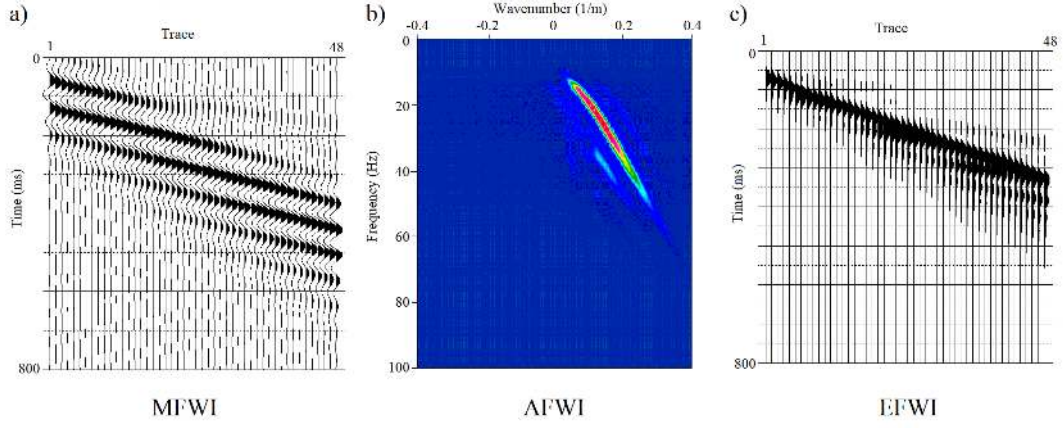 a)
Trace
1 48
0
Time (ms)
800
MFWI
b)
Wavenumber (1/m)
-0.4 -0.2 0 0.2 0.4
0
20
40
60
80
100
Frequency (Hz)
AFWI
c)
Trace
1 48
0
Time (ms)
800
EFWI